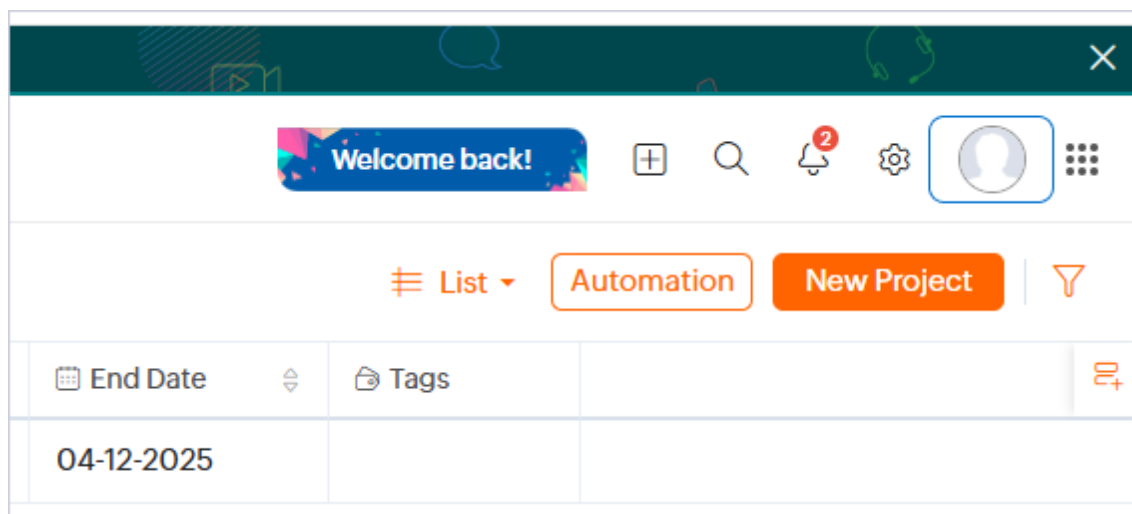 Welcome back!
2
List
Automation
New Project
End Date
Tags
04-12-2025